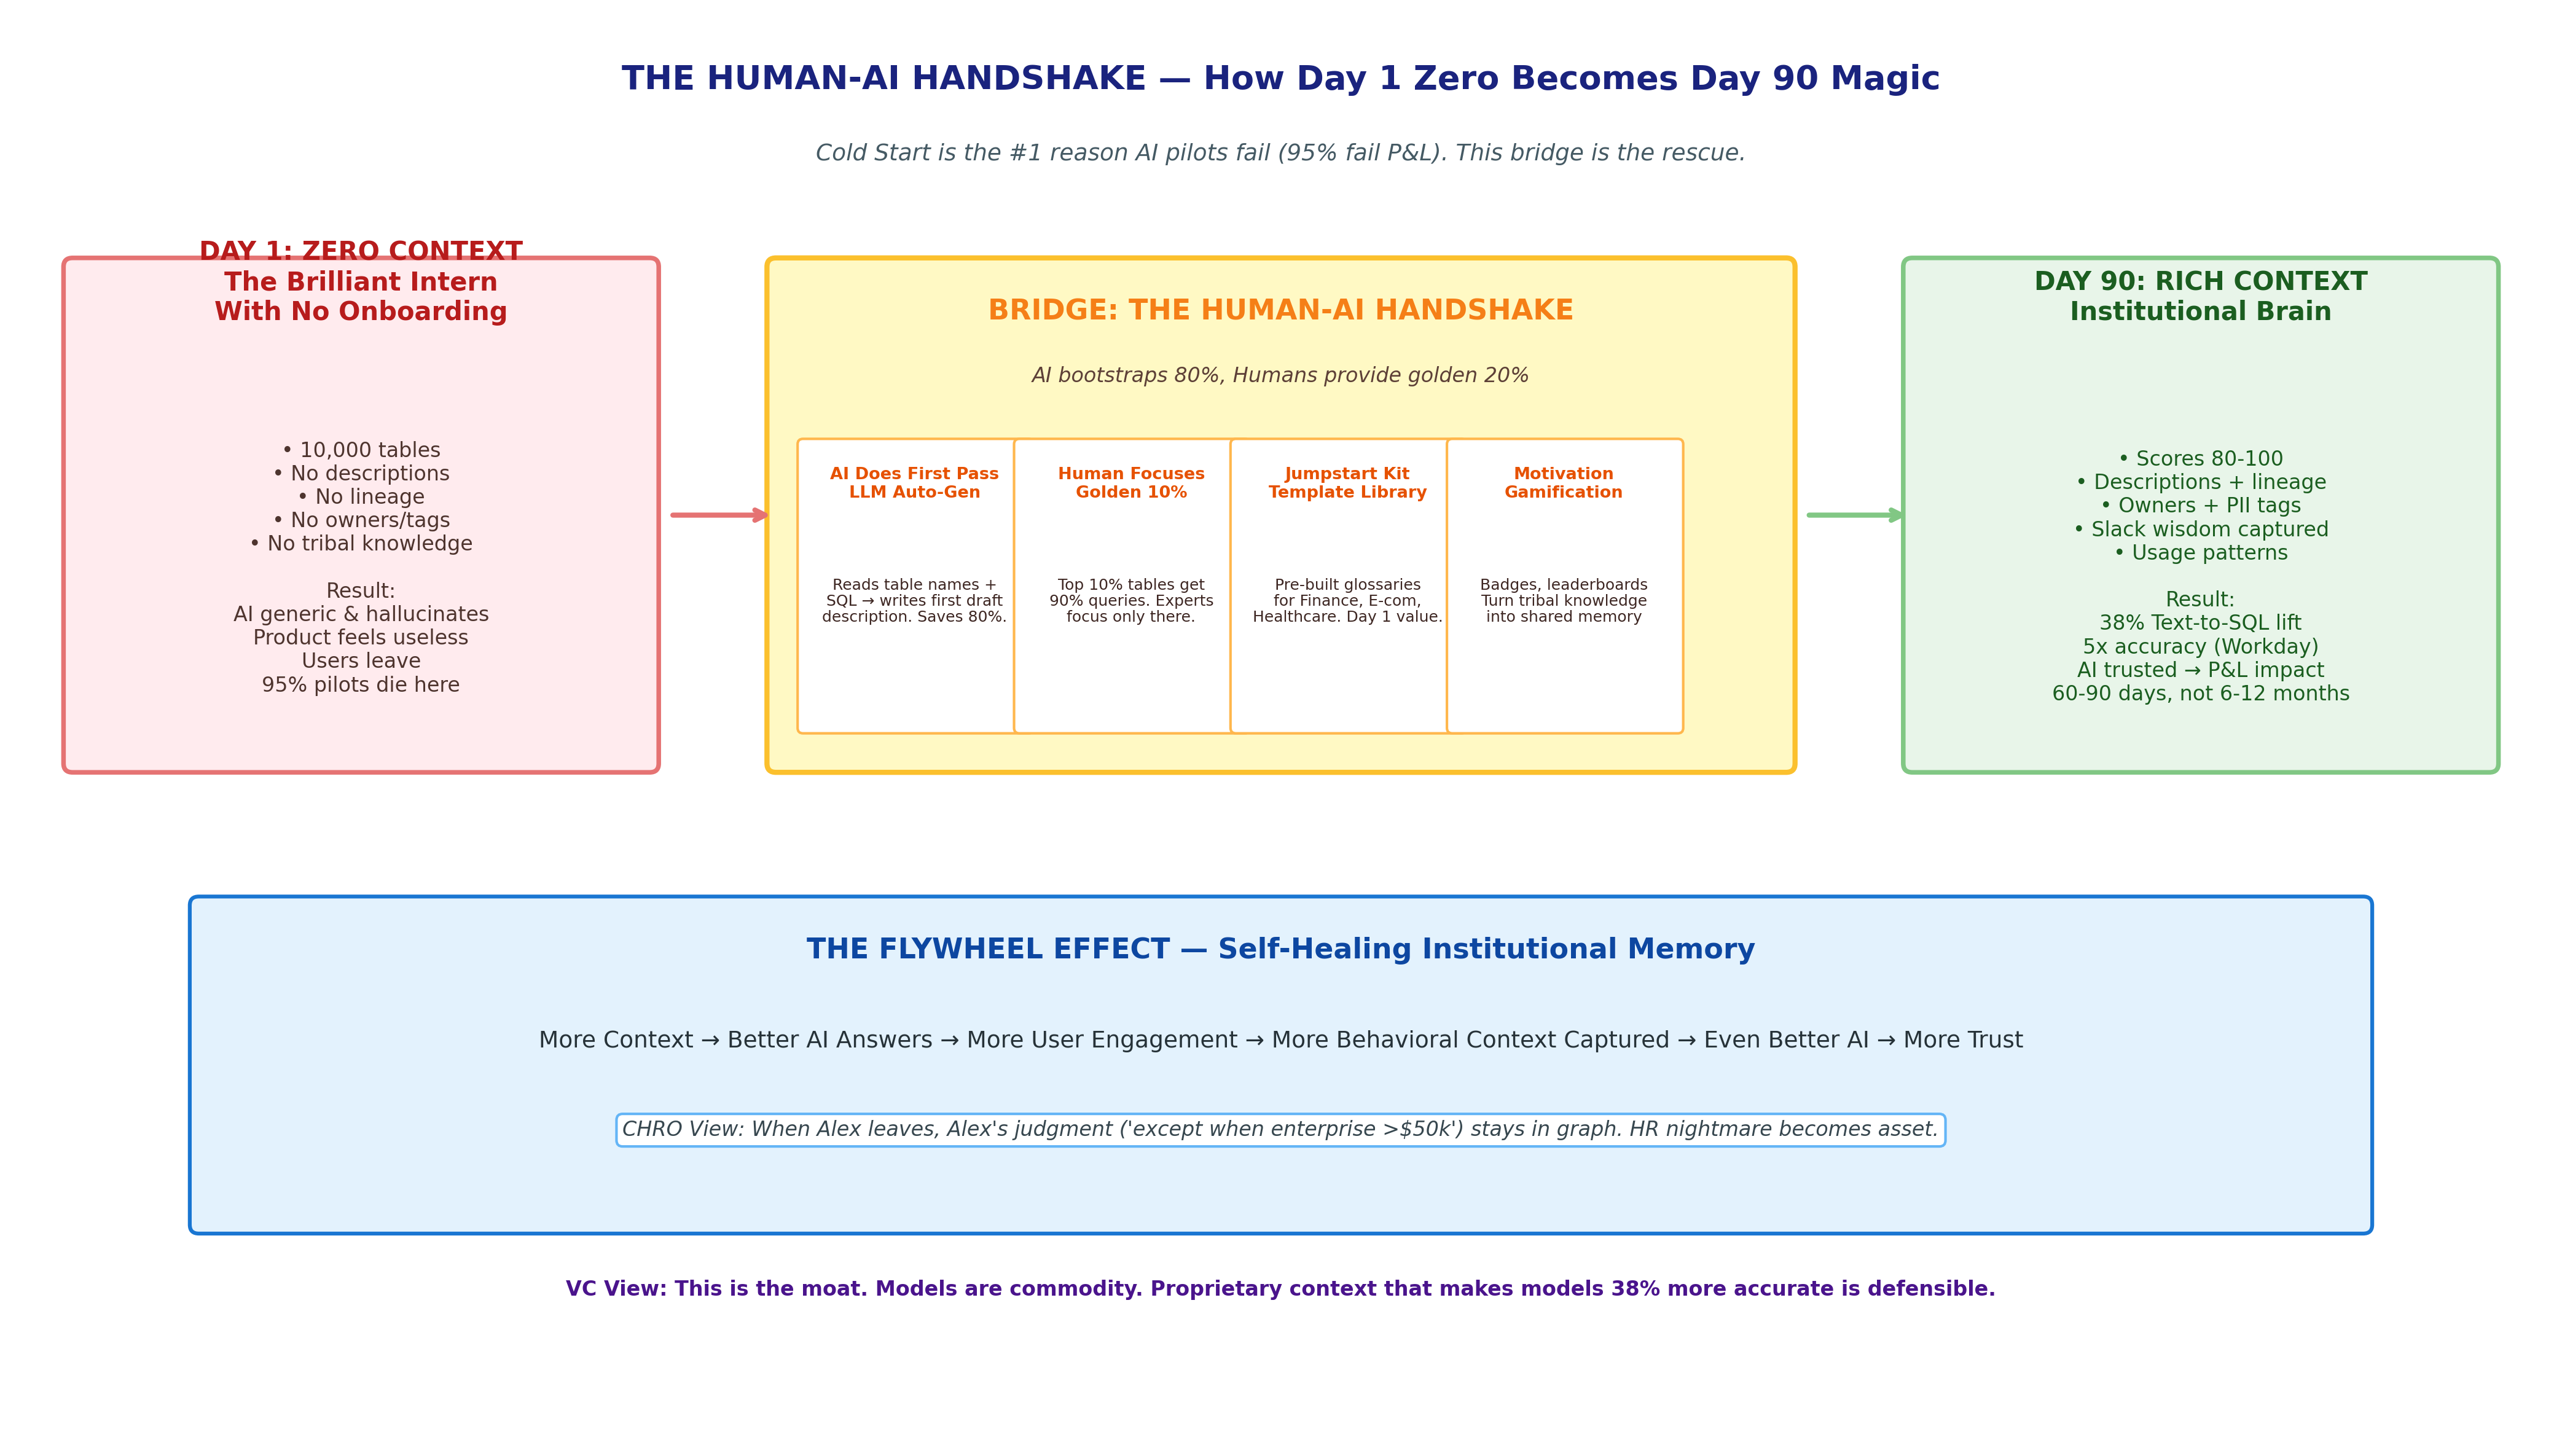 THE HUMAN-AI HANDSHAKE — How Day 1 Zero Becomes Day 90 Magic
Cold Start is the #1 reason AI pilots fail (95% fail P&L). This bridge is the rescue.
DAY 1: ZERO CONTEXT
The Brilliant Intern
With No Onboarding
• 10,000 tables
• No descriptions
• No lineage
• No owners/tags
• No tribal knowledge
Result:
AI generic & hallucinates
Product feels useless
Users leave
95% pilots die here
BRIDGE: THE HUMAN-AI HANDSHAKE
AI bootstraps 80%, Humans provide golden 20%
AI Does First Pass
LLM Auto-Gen
Reads table names +
SQL → writes first draft
description. Saves 80%.
Human Focuses
Golden 10%
Top 10% tables get
90% queries. Experts
focus only there.
Jumpstart Kit
Template Library
Pre-built glossaries
for Finance, E-com,
Healthcare. Day 1 value.
Motivation
Gamification
Badges, leaderboards
Turn tribal knowledge
into shared memory
DAY 90: RICH CONTEXT
Institutional Brain
• Scores 80-100
• Descriptions + lineage
• Owners + PII tags
• Slack wisdom captured
• Usage patterns
Result:
38% Text-to-SQL lift
5x accuracy (Workday)
AI trusted → P&L impact
60-90 days, not 6-12 months
THE FLYWHEEL EFFECT — Self-Healing Institutional Memory
More Context → Better AI Answers → More User Engagement → More Behavioral Context Captured → Even Better AI → More Trust
CHRO View: When Alex leaves, Alex's judgment ('except when enterprise >$50k') stays in graph. HR nightmare becomes asset.
VC View: This is the moat. Models are commodity. Proprietary context that makes models 38% more accurate is defensible.